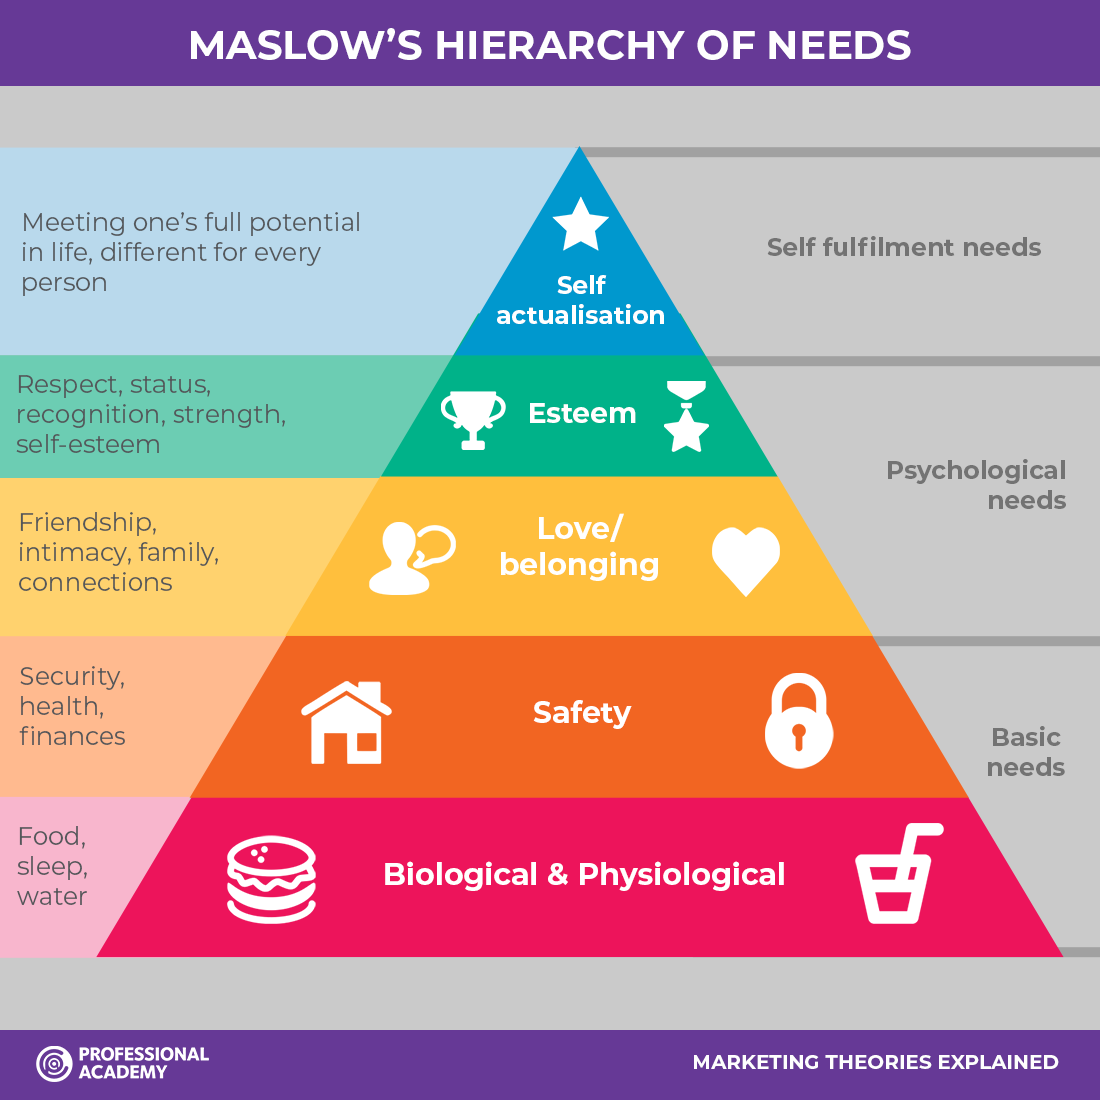 MASLOW'S HIERARCHY OF NEEDS
Meeting one's full potential
in life, different for every
person
Self
actualisation
Self fulfilment needs
Respect, status,
recognition, strength,
self-esteem
Esteem
Psychological
needs
Friendship,
intimacy, family,
connections
Love/
belonging
Security,
health,
finances
Safety
Basic
needs
Food,
sleep,
water
Biological & Physiological
PROFESSIONAL
ACADEMY
MARKETING THEORIES EXPLAINED